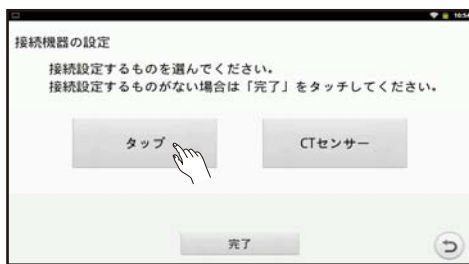 10:54
接続機器の設定
接続設定するものを選んでください。
接続設定するものがない場合は「完了」をタッチしてください。
タップ
CTセンサー
完了